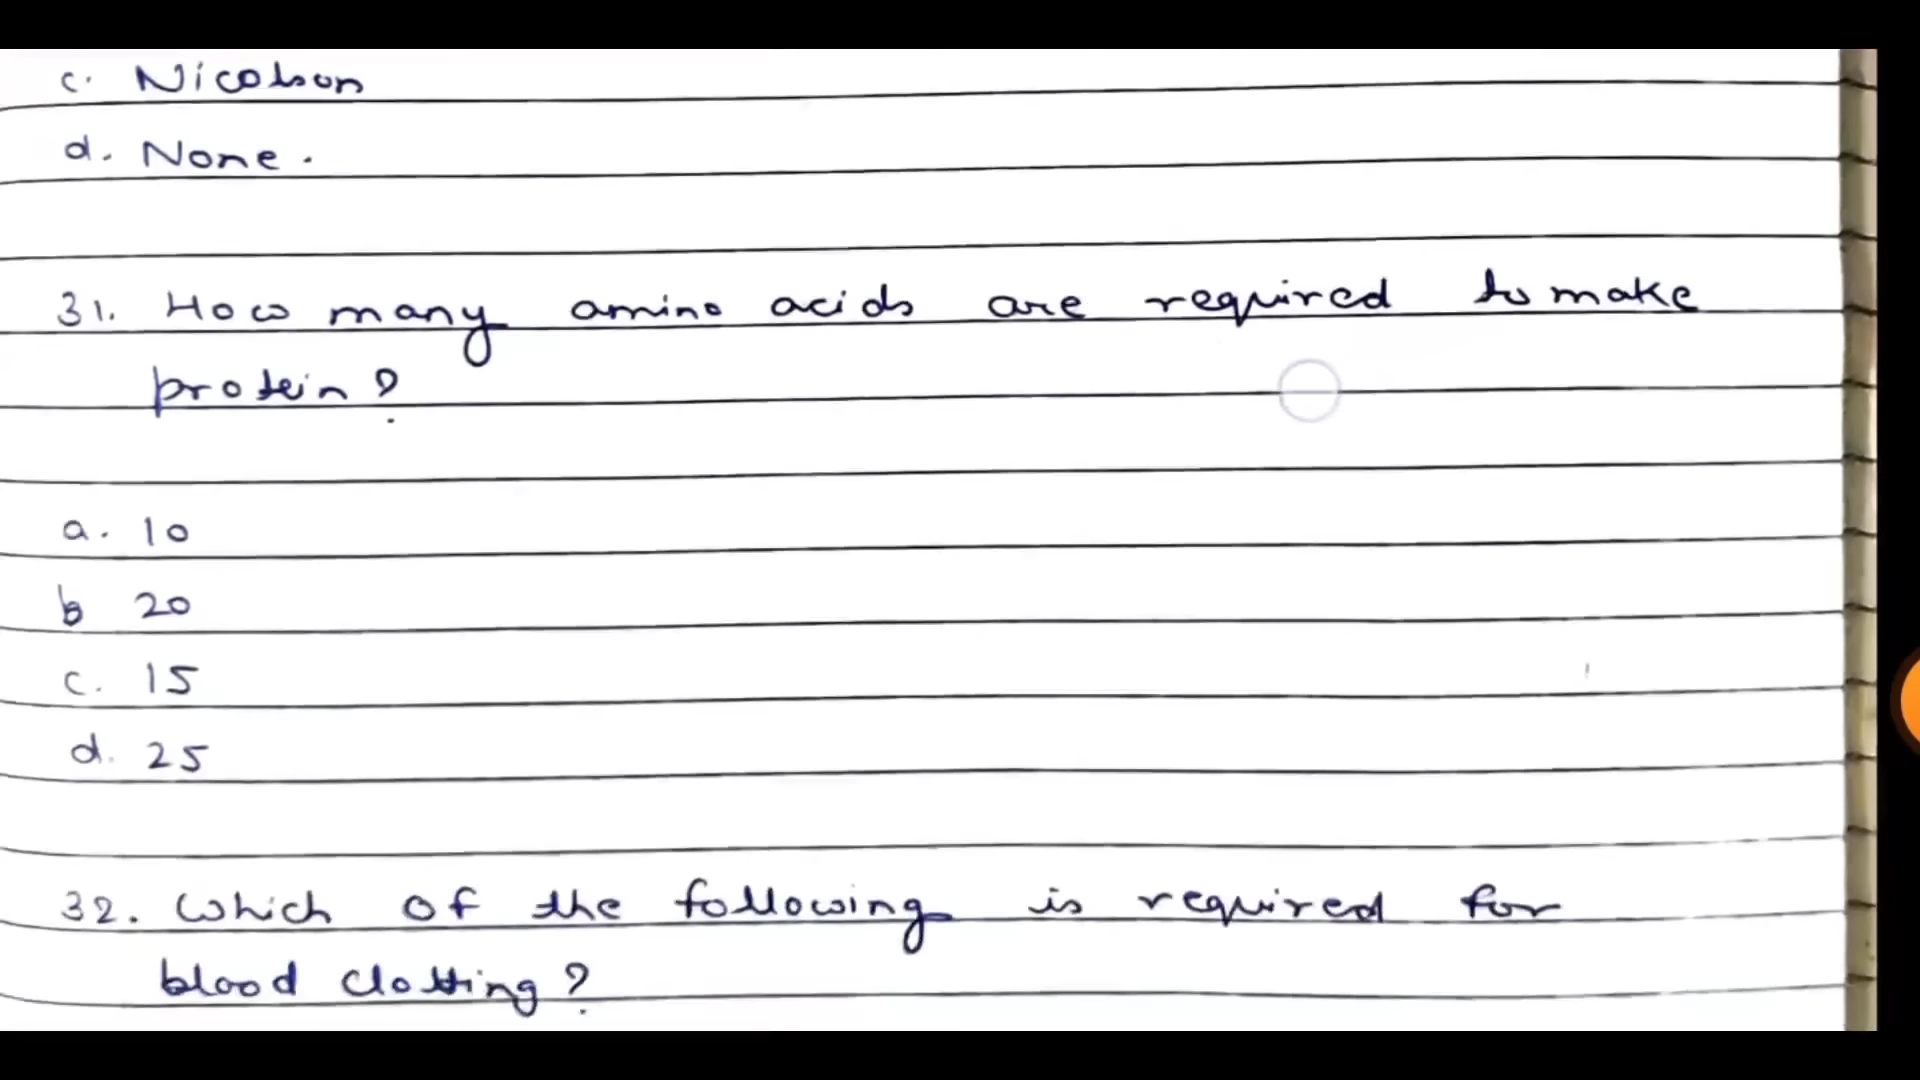 c. Nicolson
d. None.
31. How many amino acids are required to make
protein?
a. 10
b 20
c. 15
d. 25
32. Which of the following is required for
blood clotting?